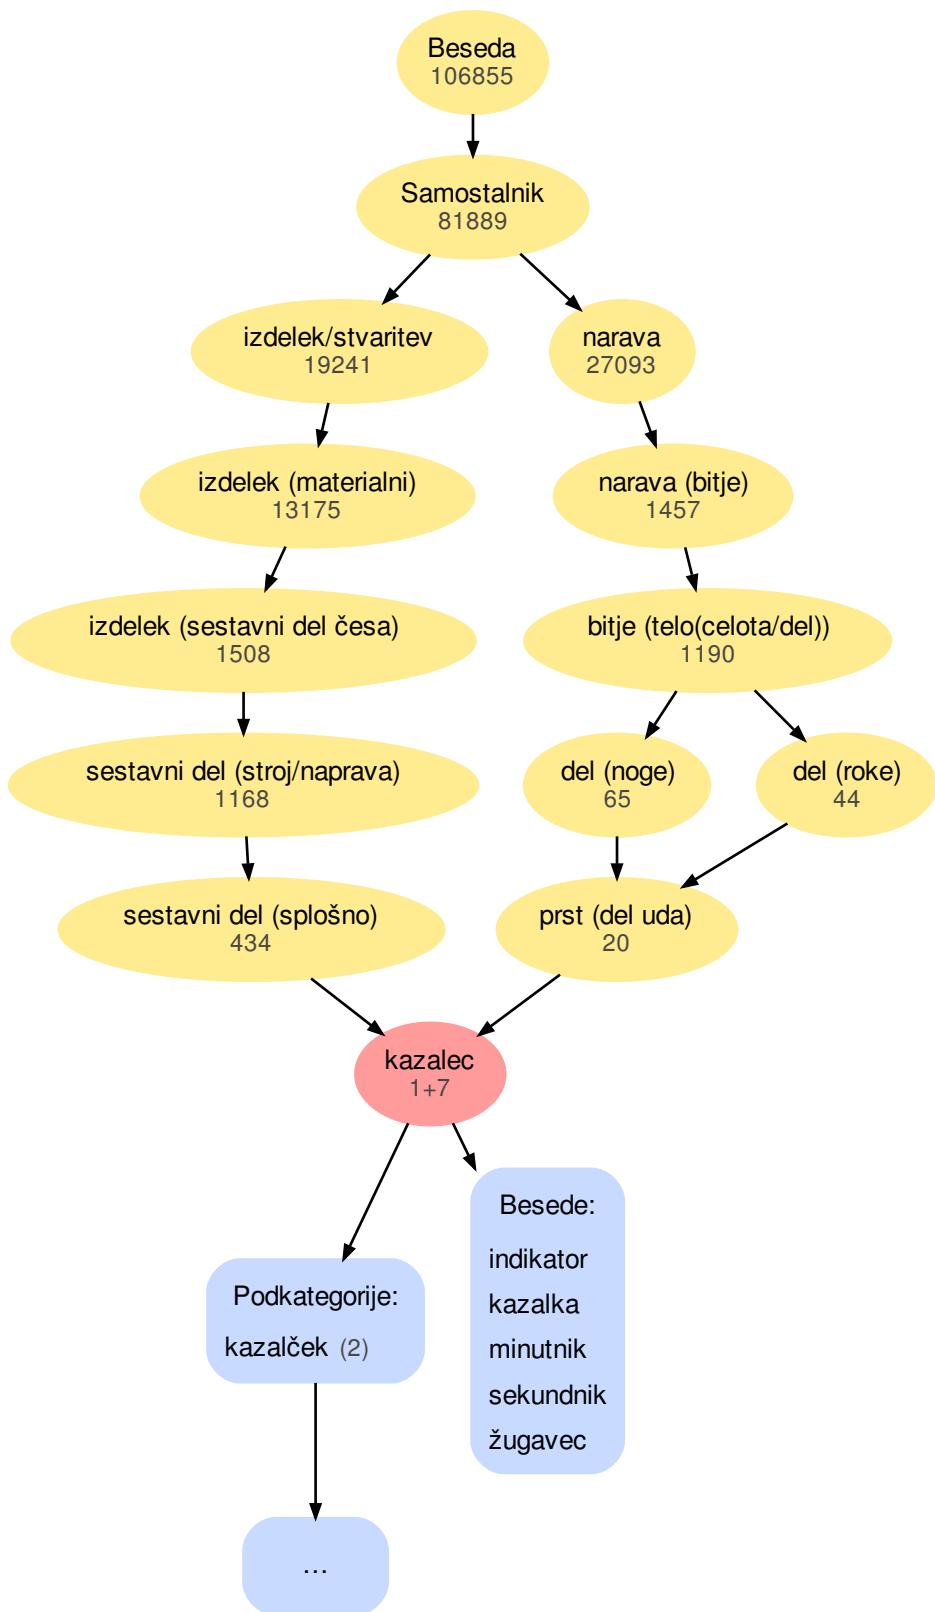 Beseda
106855
Samostalnik
81889
izdelek/stvaritev
19241
narava
27093
izdelek (materialni)
13175
narava (bitje)
1457
izdelek (sestavni del česa)
1508
bitje (telo(celota/del))
1190
sestavni del (stroj/naprava)
1168
del (noge)
65
del (roke)
44
sestavni del (splošno)
434
prst (del uda)
20
kazalec
1+7
Besede:
indikator
kazalka
minutnik
sekundnik
žugavec
Podkategorije:
kazalček (2)
...